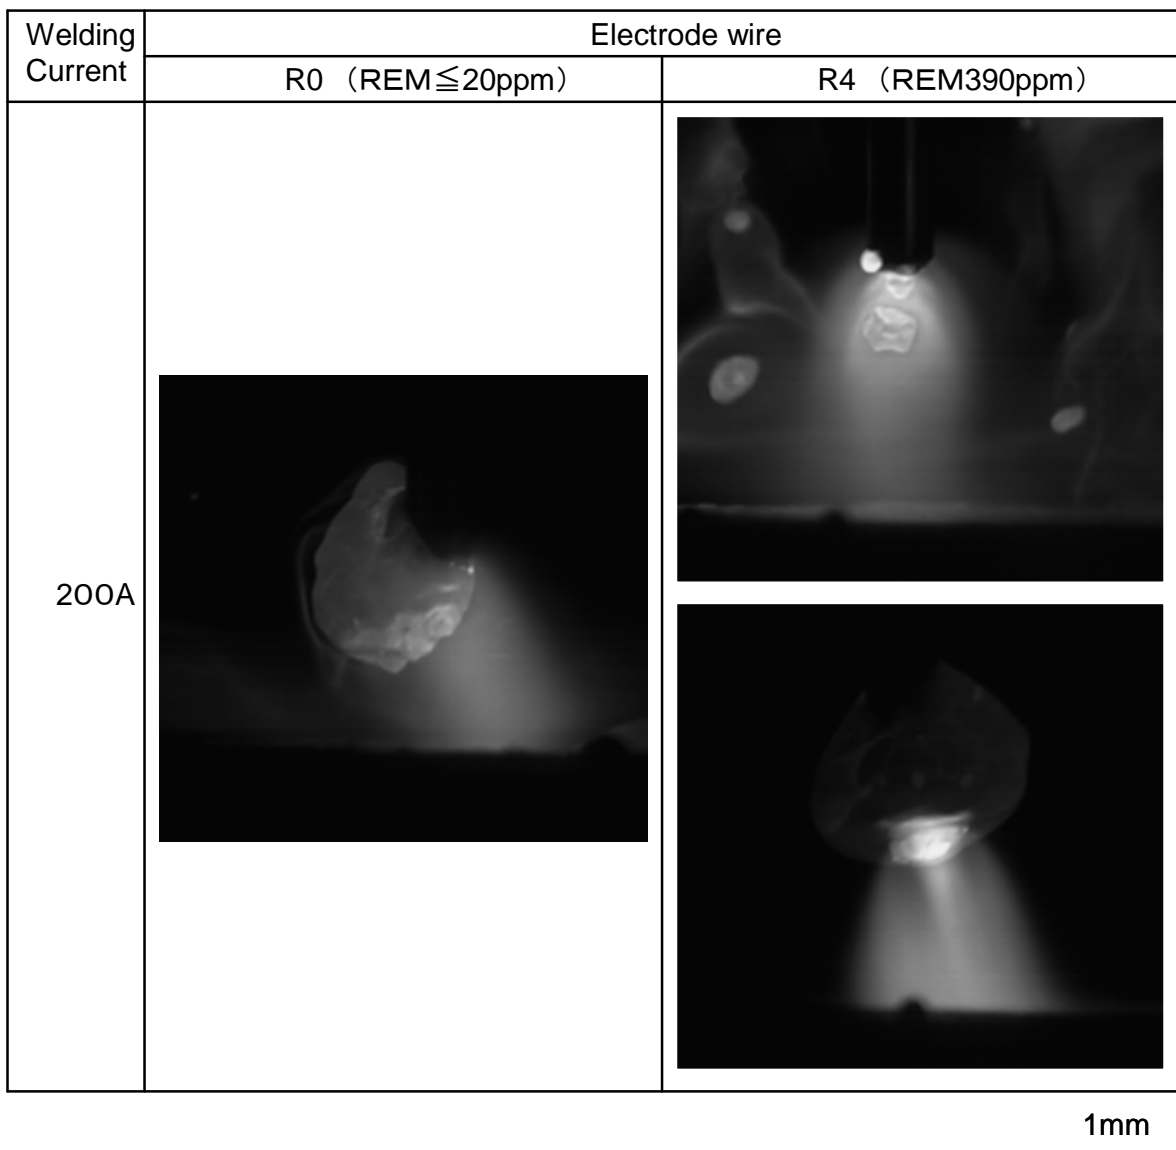 Welding
Current
Electrode wire
R0 （REM≦20ppm）
R4 （REM390ppm）
200A
1mm